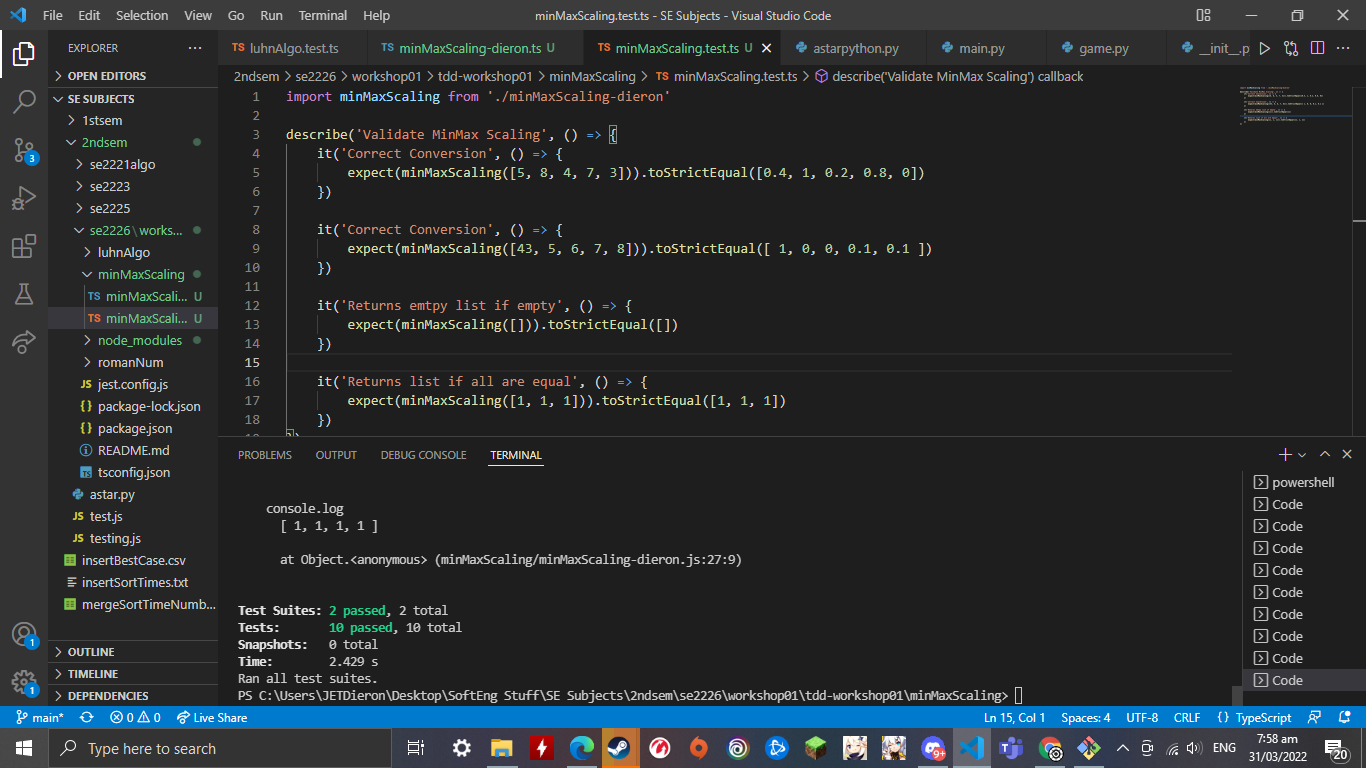 File Edit Selection View Go Run Terminal Help
minMaxScaling.test.ts - SE Subjects - Visual Studio Code
EXPLORER ...
OPEN EDITORS
SE SUBJECTS
1stsem
2ndsem
se2221algo
se2223
se2225
se2226\works...
luhnAlgo
minMaxScaling
TS minMaxScali... U
TS minMaxScali... U
node_modules
romanNum
JS jest.config.js
{} package-lock.json
{} package.json
README.md
TS tsconfig.json
astar.py
JS test.js
JS testing.js
insertBestCase.csv
insertSortTimes.txt
mergeSortTimeNumb...
OUTLINE
TIMELINE
DEPENDENCIES
3
1
1
TS luhnAlgo.test.ts TS minMaxScaling-dieron.ts U TS minMaxScaling.test.ts U astarpython.py main.py game.py __init__.p
2ndsem > se2226 > workshop01 > tdd-workshop01 > minMaxScaling > TS minMaxScaling.test.ts > describe('Validate MinMax Scaling') callback
1 import minMaxScaling from './minMaxScaling-dieron'
2
3 describe('Validate MinMax Scaling', () => {
4 it('Correct Conversion', () => {
5 expect(minMaxScaling([5, 8, 4, 7, 3])).toStrictEqual([0.4, 1, 0.2, 0.8, 0])
6 })
7
8 it('Correct Conversion', () => {
9 expect(minMaxScaling([43, 5, 6, 7, 8])).toStrictEqual([ 1, 0, 0, 0.1, 0.1 ])
10 })
11
12 it('Returns emtpy list if empty', () => {
13 expect(minMaxScaling([])).toStrictEqual([])
14 })
15
16 it('Returns list if all are equal', () => {
17 expect(minMaxScaling([1, 1, 1])).toStrictEqual([1, 1, 1])
18 })
PROBLEMS OUTPUT DEBUG CONSOLE TERMINAL
console.log
[ 1, 1, 1, 1 ]
at Object.<anonymous> (minMaxScaling/minMaxScaling-dieron.js:27:9)
Test Suites: 2 passed, 2 total
Tests: 10 passed, 10 total
Snapshots: 0 total
Time: 2.429 s
Ran all test suites.
PS C:\Users\JETDieron\Desktop\SoftEng Stuff\SE Subjects\2ndsem\se2226\workshop01\tdd-workshop01\minMaxScaling>
powershell
Code
Code
Code
Code
Code
Code
Code
Code
Code
main* 0 0 Live Share Ln 15, Col 1 Spaces: 4 UTF-8 CRLF {} TypeScript
Type here to search
9+
ENG
7:58 am
31/03/2022
20